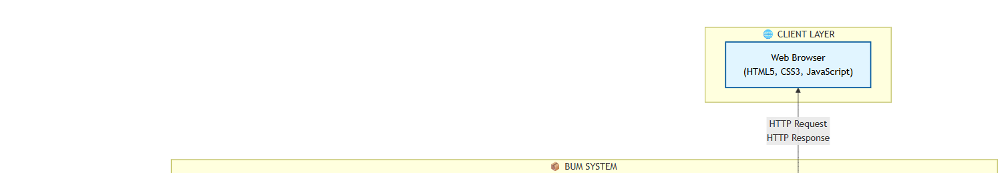 🌐 CLIENT LAYER
Web Browser
(HTML5, CSS3, JavaScript)
HTTP Request
HTTP Response
📦 BUM SYSTEM